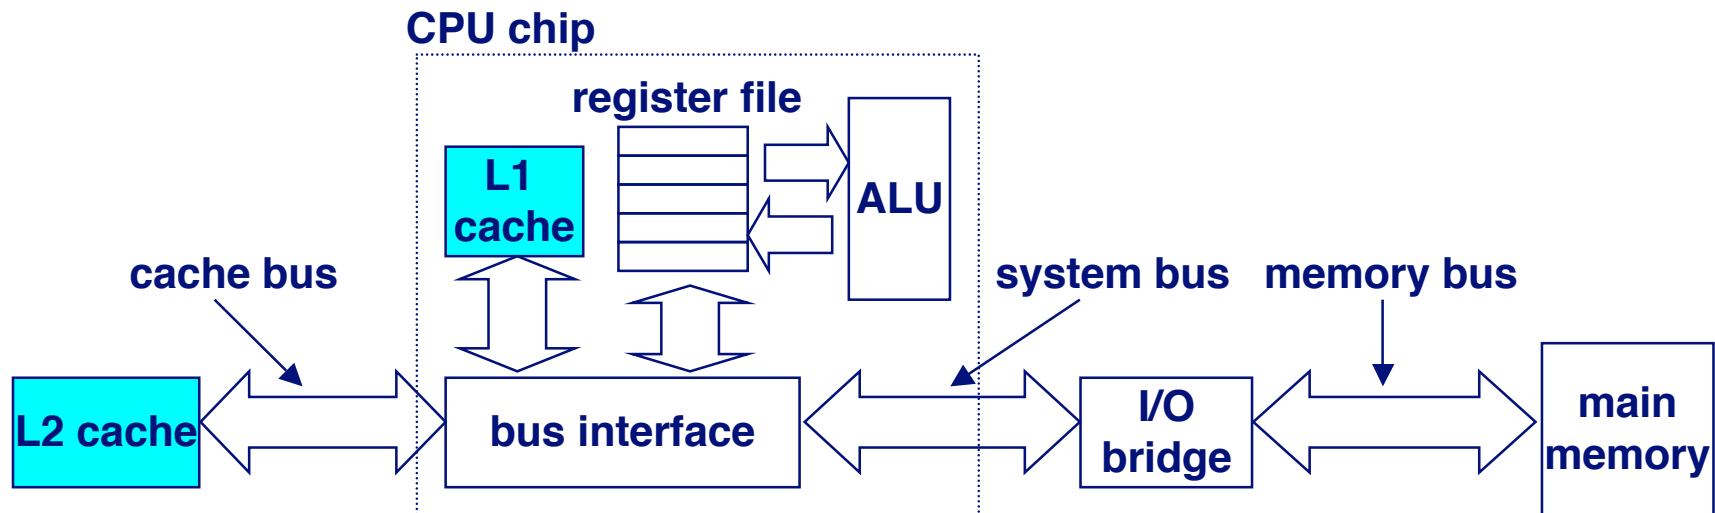 CPU chip
register file
L1
cache
ALU
cache bus
system bus
memory bus
L2 cache
bus interface
I/O
bridge
main
memory